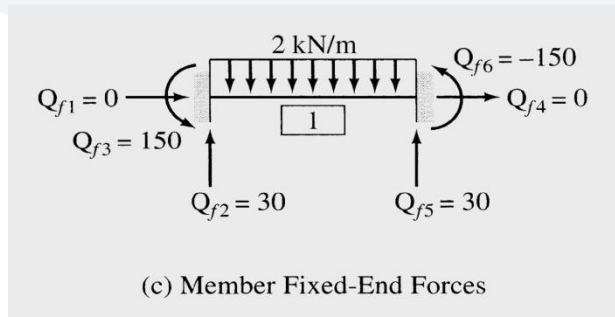 2 kN/m
Q_f6 = –150
Q_f1 = 0
Q_f4 = 0
1
Q_f3 = 150
Q_f2 = 30
Q_f5 = 30
(c) Member Fixed-End Forces